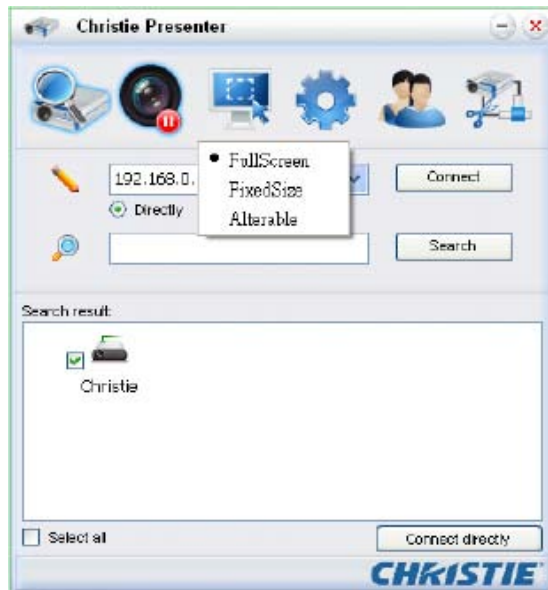 Christie Presenter
FullScreen
FixedSize
Alterable
192.168.0.
Connect
Directly
Search
Search result:
Christie
Select all
Connect directly
CHRISTIE